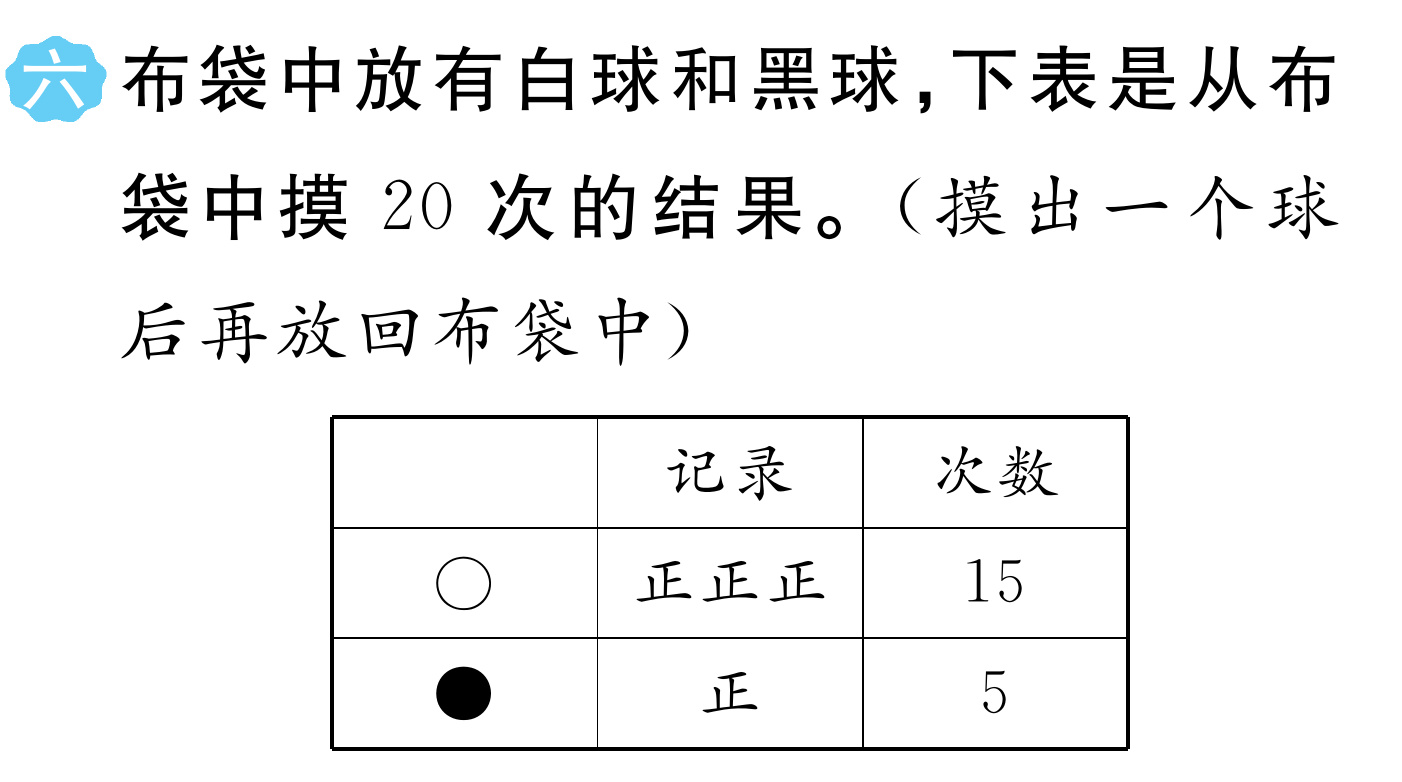 六 布袋中放有白球和黑球,下表是从布
袋中摸 20 次的结果。(摸出一个球
后再放回布袋中)
记录 次数
正正正 15
正 5